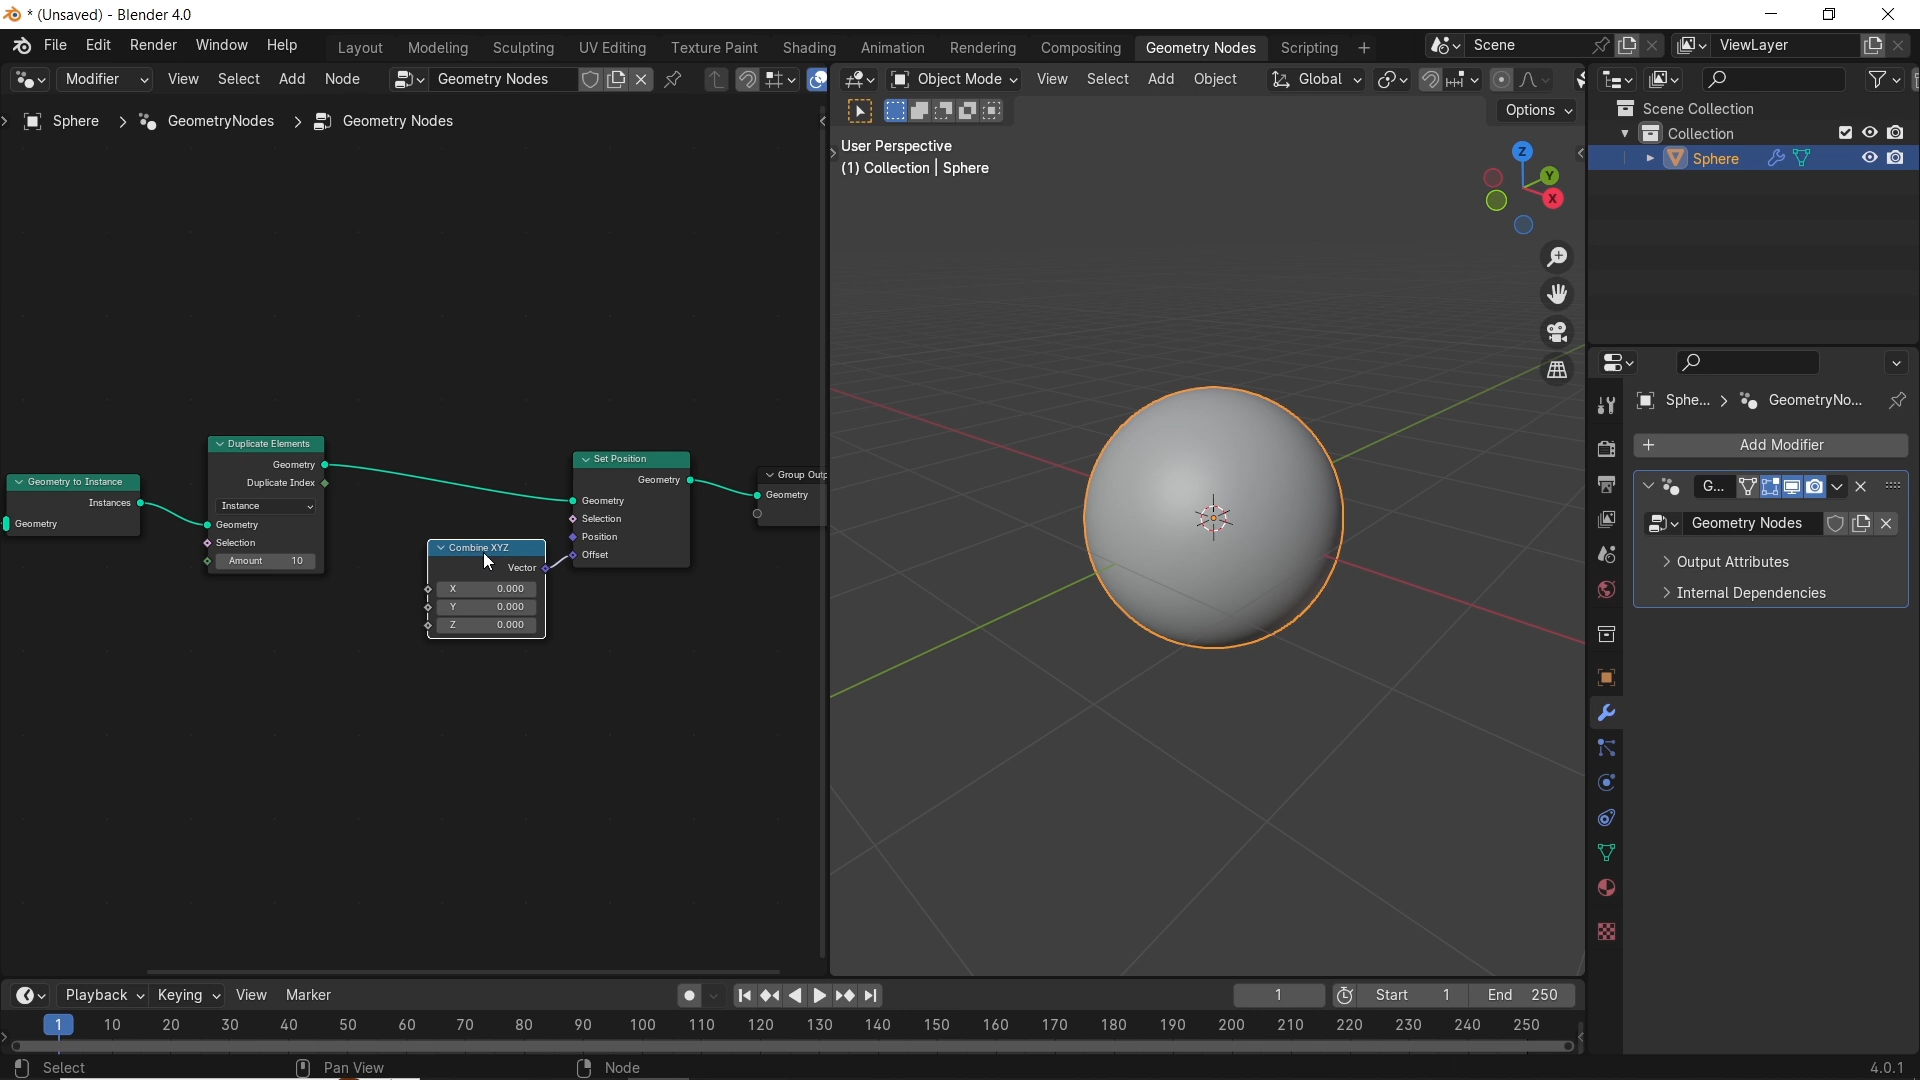 * (Unsaved) - Blender 4.0
File Edit Render Window Help
Layout Modeling Sculpting UV Editing Texture Paint Shading Animation Rendering Compositing Geometry Nodes Scripting
Scene
ViewLayer
Modifier View Select Add Node Geometry Nodes
Object Mode View Select Add Object Global
Options
Sphere > GeometryNodes > Geometry Nodes
User Perspective
(1) Collection | Sphere
Z
Y
X
Scene Collection
Collection
Sphere
Sphe... > GeometryNo...
Add Modifier
G...
Geometry Nodes
Output Attributes
Internal Dependencies
Geometry to Instance
Instances
Geometry
Duplicate Elements
Geometry
Duplicate Index
Instance
Geometry
Selection
Amount 10
Combine XYZ
Vector
X 0.000
Y 0.000
Z 0.000
Set Position
Geometry
Geometry
Selection
Position
Offset
Group Outp
Geometry
Playback Keying View Marker
1 Start 1 End 250
1 10 20 30 40 50 60 70 80 90 100 110 120 130 140 150 160 170 180 190 200 210 220 230 240 250
Select Pan View Node
4.0.1